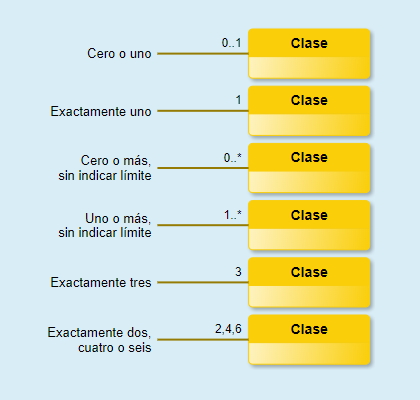 Cero o uno
0..1
Clase
Exactamente uno
1
Clase
Cero o más,
sin indicar límite
0..*
Clase
Uno o más,
sin indicar límite
1..*
Clase
Exactamente tres
3
Clase
Exactamente dos,
cuatro o seis
2,4,6
Clase